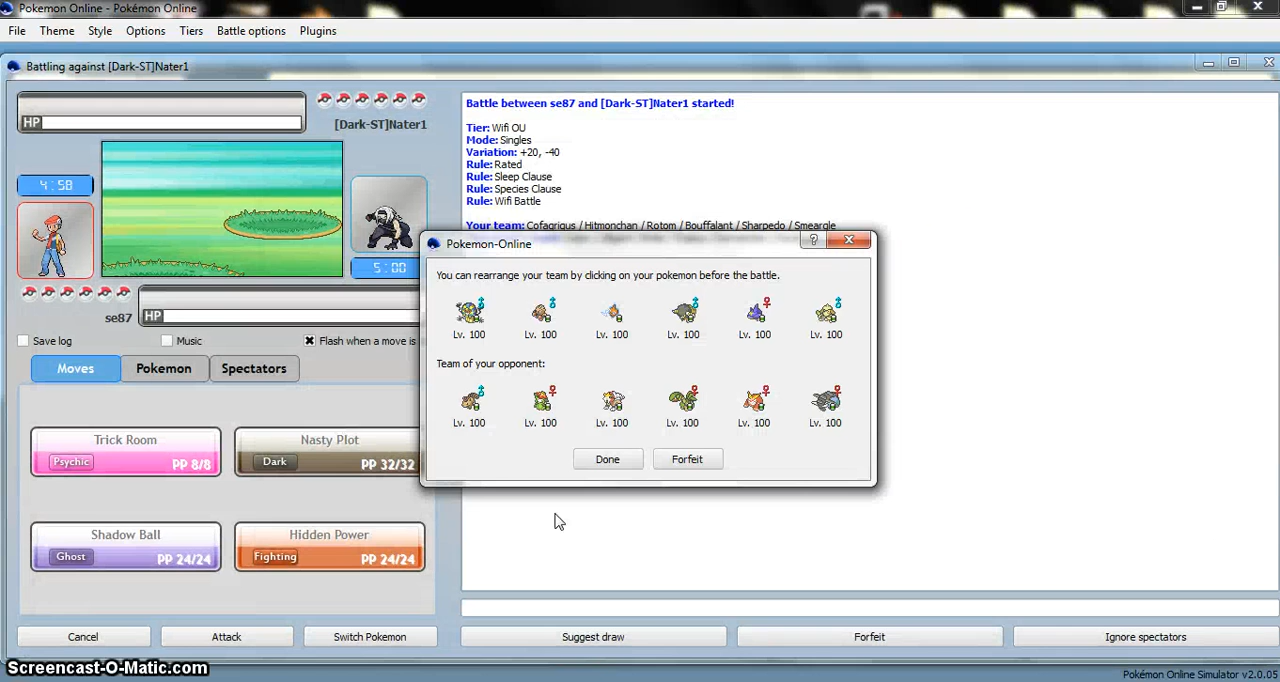 Pokemon Online - Pokémon Online
File Theme Style Options Tiers Battle options Plugins
Battling against [Dark-ST]Nater1
HP
[Dark-ST]Nater1
4:58
5:00
HP
se87
Save log Music Flash when a move is
Moves Pokemon Spectators
Trick Room
Psychic PP 8/8
Nasty Plot
Dark PP 32/32
Shadow Ball
Ghost PP 24/24
Hidden Power
Fighting PP 24/24
Cancel Attack Switch Pokemon
Battle between se87 and [Dark-ST]Nater1 started!
Tier: Wifi OU
Mode: Singles
Variation: +20, -40
Rule: Rated
Rule: Sleep Clause
Rule: Species Clause
Rule: Wifi Battle
Your team: Cofagrigus / Hitmonchan / Rotom / Bouffalant / Sharpedo / Smeargle
Pokemon-Online
?
You can rearrange your team by clicking on your pokemon before the battle.
Lv. 100 Lv. 100 Lv. 100 Lv. 100 Lv. 100 Lv. 100
Team of your opponent:
Lv. 100 Lv. 100 Lv. 100 Lv. 100 Lv. 100 Lv. 100
Done Forfeit
Suggest draw Forfeit Ignore spectators
Screencast-O-Matic.com
Pokémon Online Simulator v2.0.05